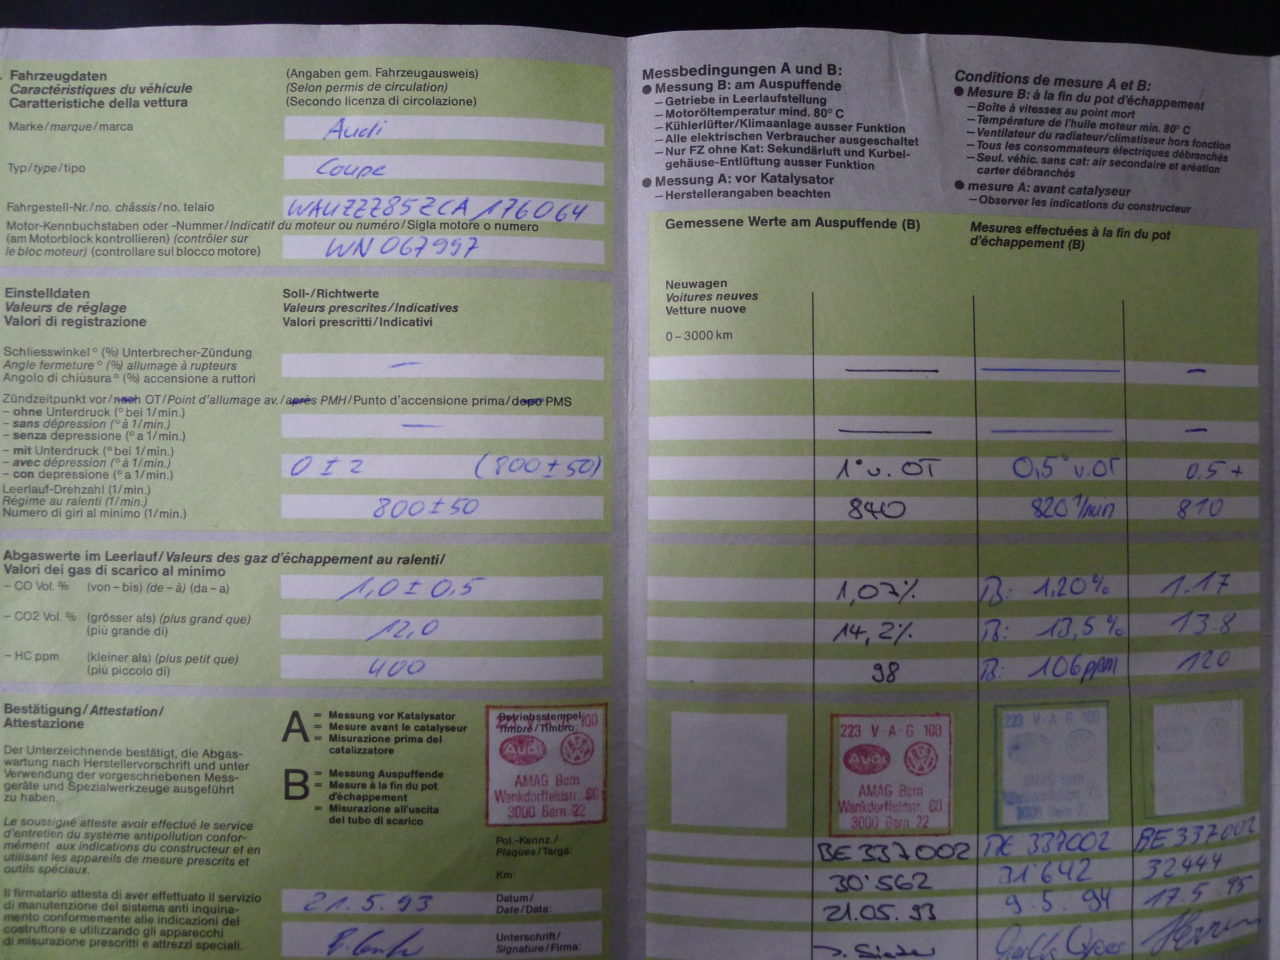 Fahrzeugdaten
Caractéristiques du véhicule
Caratteristiche della vettura
(Angaben gem. Fahrzeugausweis)
(Selon permis de circulation)
(Secondo licenza di circolazione)
Marke/marque/marca
Audi
Typ/type/tipo
Coupe
Fahrgestell-Nr./no. châssis/no. telaio
WAUZZZ85ZCA 176064
Motor-Kennbuchstaben oder -Nummer/Indicatif du moteur ou numéro/Sigla motore o numero
(am Motorblock kontrollieren) (contrôler sur
le bloc moteur) (controllare sul blocco motore)
WN 067997
Einstelldaten
Valeurs de réglage
Valori di registrazione
Soll-/Richtwerte
Valeurs prescrites/Indicatives
Valori prescritti/Indicativi
Schliesswinkel ° (%) Unterbrecher-Zündung
Angle fermeture ° (%) allumage à rupteurs
Angolo di chiusura ° (%) accensione a ruttori
—
Zündzeitpunkt vor/nach OT/Point d'allumage av./après PMH/Punto d'accensione prima/dopo PMS
– ohne Unterdruck (° bei 1/min.)
– sans dépression (° à 1/min.)
– senza depressione (° a 1/min.)
—
– mit Unterdruck (° bei 1/min.)
– avec dépression (° à 1/min.)
– con depressione (° a 1/min.)
0 ± 2 (800 ± 50)
Leerlauf-Drehzahl (1/min.)
Régime au ralenti (1/min.)
Numero di giri al minimo (1/min.)
800 ± 50
Abgaswerte im Leerlauf/Valeurs des gaz d'échappement au ralenti/
Valori dei gas di scarico al minimo
– CO Vol. % (von – bis) (de – à) (da – a)
1,0 ± 0,5
– CO2 Vol. % (grösser als) (plus grand que)
(più grande di)
12,0
– HC ppm (kleiner als) (plus petit que)
(più piccolo di)
400
Bestätigung/Attestation/
Attestazione
Der Unterzeichnende bestätigt, die Abgas-
wartung nach Herstellervorschrift und unter
Verwendung der vorgeschriebenen Mess-
geräte und Spezialwerkzeuge ausgeführt
zu haben.
Le soussigné atteste avoir effectué le service
d'entretien du système antipollution confor-
mément aux indications du constructeur et en
utilisant les appareils de mesure prescrits et
outils spéciaux.
Il firmatario attesta di aver effettuato il servizio
di manutenzione del sistema anti inquina-
mento conformemente alle indicazioni del
costruttore e utilizzando gli apparecchi
di misurazione prescritti e attrezzi speciali.
A = Messung vor Katalysator
= Mesure avant le catalyseur
= Misurazione prima del
catalizzatore
B = Messung Auspuffende
= Mesure à la fin du pot
d'échappement
= Misurazione all'uscita
del tubo di scarico
Betriebsstempel
Timbre/Timbro
223 V·A·G 100
Audi
AMAG Bern
Wankdorffeldstr. 60
3000 Bern 22
Pol.-Kennz./
Plaques/Targa:
Km:
21.5.93
Datum/
Date/Data:
Unterschrift/
Signature/Firma:
Messbedingungen A und B:
● Messung B: am Auspuffende
– Getriebe in Leerlaufstellung
– Motoröltemperatur mind. 80° C
– Kühlerlüfter/Klimaanlage ausser Funktion
– Alle elektrischen Verbraucher ausgeschaltet
– Nur FZ ohne Kat: Sekundärluft und Kurbel-
gehäuse-Entlüftung ausser Funktion
● Messung A: vor Katalysator
– Herstellerangaben beachten
Conditions de mesure A et B:
● Mesure B: à la fin du pot d'échappement
– Boîte à vitesses au point mort
– Température de l'huile moteur min. 80° C
– Ventilateur du radiateur/climatiseur hors fonction
– Tous les consommateurs électriques débranchés
– Seul. véhic. sans cat: air secondaire et aréation
carter débranchés
● mesure A: avant catalyseur
– Observer les indications du constructeur
Gemessene Werte am Auspuffende (B)
Mesures effectuées à la fin du pot
d'échappement (B)
Neuwagen
Voitures neuves
Vetture nuove
0 – 3000 km
— — —
— — —
1° v. OT 0,5° v. OT 0.5 +
840 820 1/min 810
1,07% B: 1,20% 1.17
14,2% B: 13,5% 13.8
98 B: 106ppm 120
223 V·A·G 100
Audi
AMAG Bern
Wankdorffeldstr. 60
3000 Bern 22
223 V·A·G 100
AMAG Bern
3000 Bern 22
BE 337002 BE 337002 BE 337002
30'562 31'642 32444
21.05.93 9.5.94 17.5.95